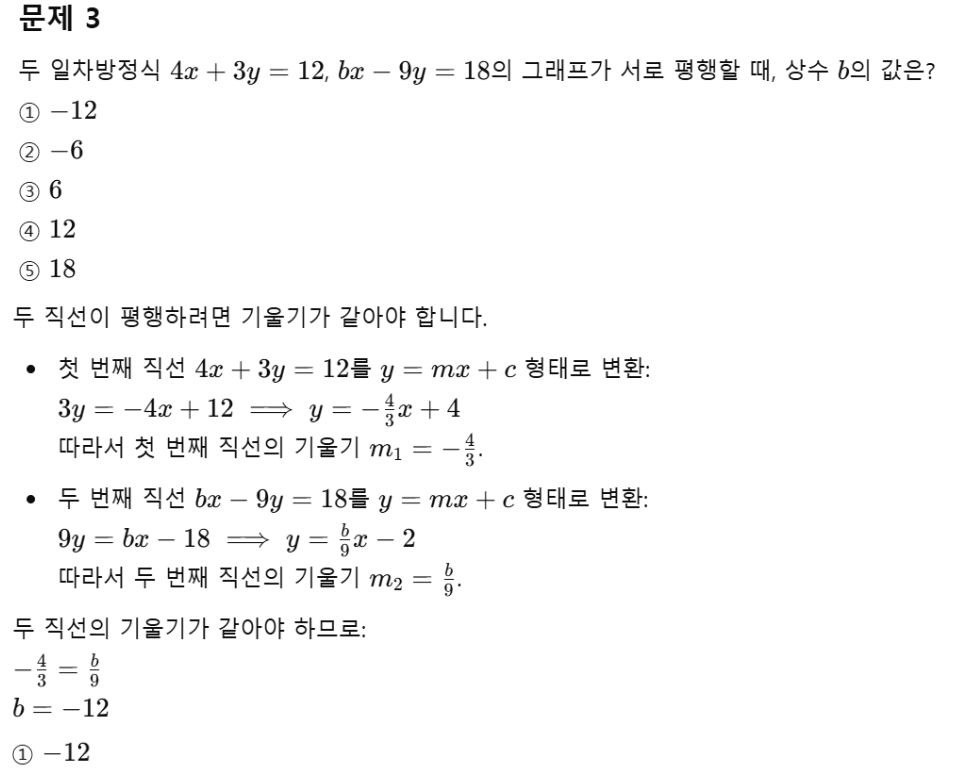 문제 3
두 일차방정식 4x + 3y = 12, bx − 9y = 18의 그래프가 서로 평행할 때, 상수 b의 값은?
① −12
② −6
③ 6
④ 12
⑤ 18
두 직선이 평행하려면 기울기가 같아야 합니다.
• 첫 번째 직선 4x + 3y = 12를 y = mx + c 형태로 변환:
3y = −4x + 12 ⟹ y = −4/3x + 4
따라서 첫 번째 직선의 기울기 m₁ = −4/3.
• 두 번째 직선 bx − 9y = 18를 y = mx + c 형태로 변환:
9y = bx − 18 ⟹ y = b/9x − 2
따라서 두 번째 직선의 기울기 m₂ = b/9.
두 직선의 기울기가 같아야 하므로:
−4/3 = b/9
b = −12
① −12